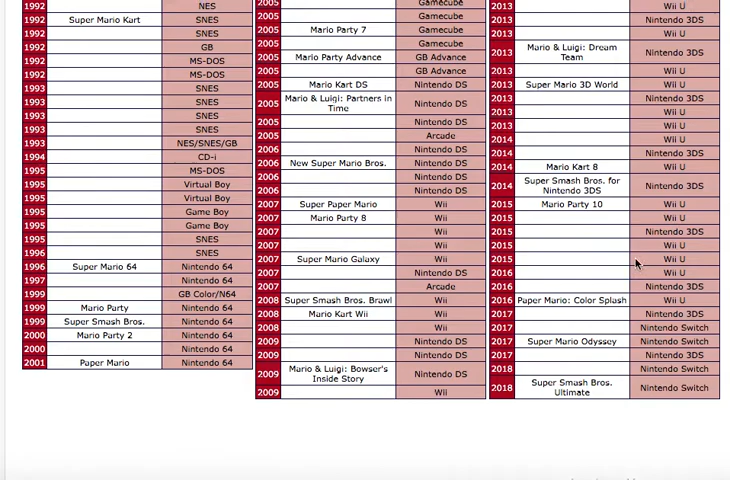 1992 NES
1992 Super Mario Kart SNES
1992 SNES
1992 GB
1992 MS-DOS
1992 MS-DOS
1993 SNES
1993 SNES
1993 SNES
1993 SNES
1993 NES/SNES/GB
1994 CD-i
1995 MS-DOS
1995 Virtual Boy
1995 Virtual Boy
1995 Game Boy
1995 Game Boy
1995 SNES
1996 SNES
1996 Super Mario 64 Nintendo 64
1997 Nintendo 64
1999 GB Color/N64
1999 Mario Party Nintendo 64
1999 Super Smash Bros. Nintendo 64
2000 Mario Party 2 Nintendo 64
2000 Nintendo 64
2001 Paper Mario Nintendo 64
2005 Gamecube
2005 Gamecube
2005 Mario Party 7 Gamecube
2005 Gamecube
2005 Mario Party Advance GB Advance
2005 GB Advance
2005 Mario Kart DS Nintendo DS
2005 Mario & Luigi: Partners in
Time Nintendo DS
2005 Nintendo DS
2005 Arcade
2006 Nintendo DS
2006 New Super Mario Bros. Nintendo DS
2006 Nintendo DS
2006 Nintendo DS
2007 Super Paper Mario Wii
2007 Mario Party 8 Wii
2007 Wii
2007 Wii
2007 Super Mario Galaxy Wii
2007 Nintendo DS
2007 Arcade
2008 Super Smash Bros. Brawl Wii
2008 Mario Kart Wii Wii
2008 Wii
2009 Nintendo DS
2009 Nintendo DS
2009 Mario & Luigi: Bowser's
Inside Story Nintendo DS
2009 Wii
2013 Wii U
2013 Nintendo 3DS
2013 Wii U
2013 Mario & Luigi: Dream
Team Nintendo 3DS
2013 Wii U
2013 Super Mario 3D World Wii U
2013 Nintendo 3DS
2013 Wii U
2013 Wii U
2014 Wii U
2014 Nintendo 3DS
2014 Mario Kart 8 Wii U
2014 Super Smash Bros. for
Nintendo 3DS Nintendo 3DS
2015 Mario Party 10 Wii U
2015 Wii U
2015 Nintendo 3DS
2015 Wii U
2015 Wii U
2016 Wii U
2016 Nintendo 3DS
2016 Paper Mario: Color Splash Wii U
2017 Nintendo 3DS
2017 Nintendo Switch
2017 Super Mario Odyssey Nintendo Switch
2017 Nintendo 3DS
2018 Nintendo Switch
2018 Super Smash Bros.
Ultimate Nintendo Switch